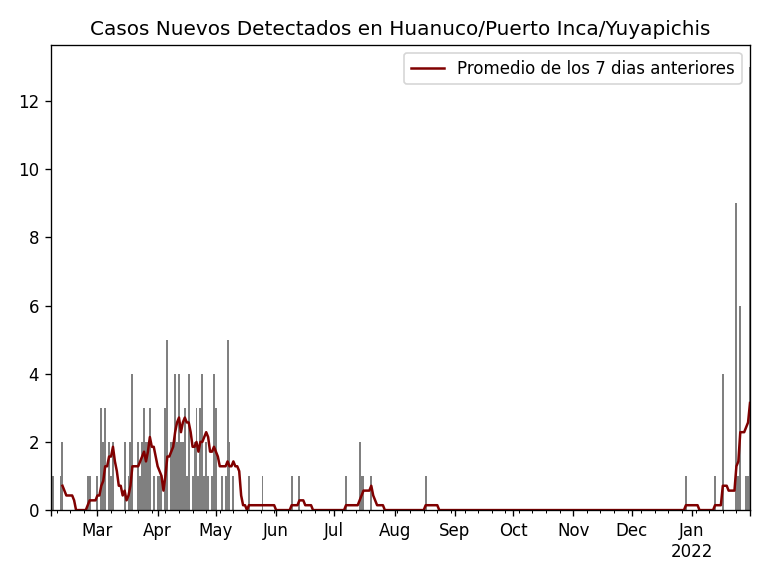 Casos Nuevos Detectados en Huanuco/Puerto Inca/Yuyapichis
Promedio de los 7 dias anteriores
12
10
8
6
4
2
0
Mar Apr May Jun Jul Aug Sep Oct Nov Dec Jan
2022